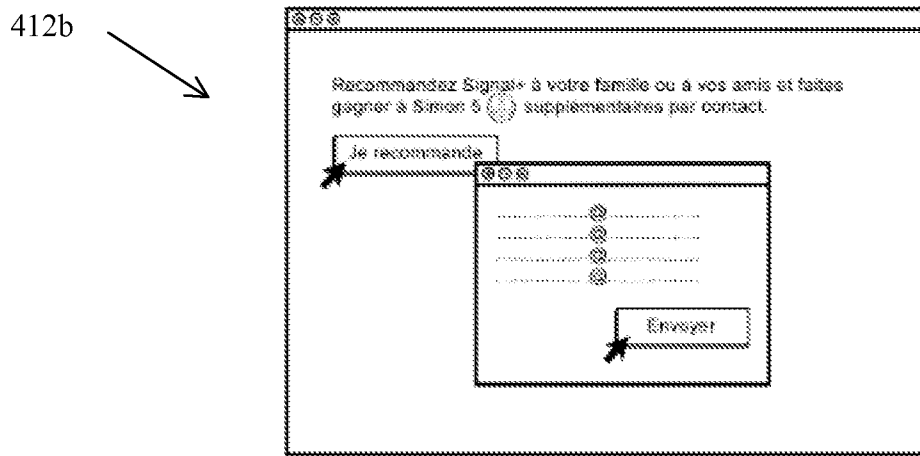 412b
Recommandez Signal+ à votre famille ou à vos amis et faites
gagner à Simon 5 supplémentaires par contact.
Je recommande
....................@....................
....................@....................
....................@....................
....................@....................
Envoyer